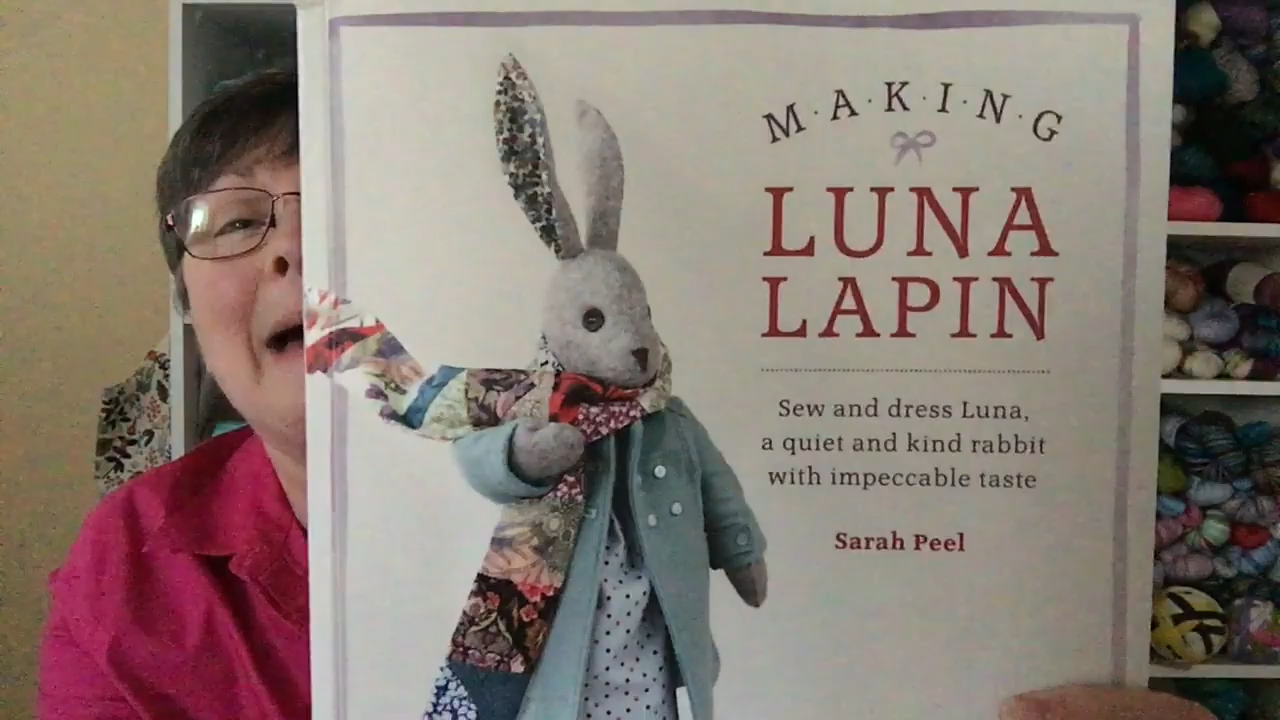 M·A·K·I·N·G
LUNA
LAPIN
Sew and dress Luna,
a quiet and kind rabbit
with impeccable taste
Sarah Peel